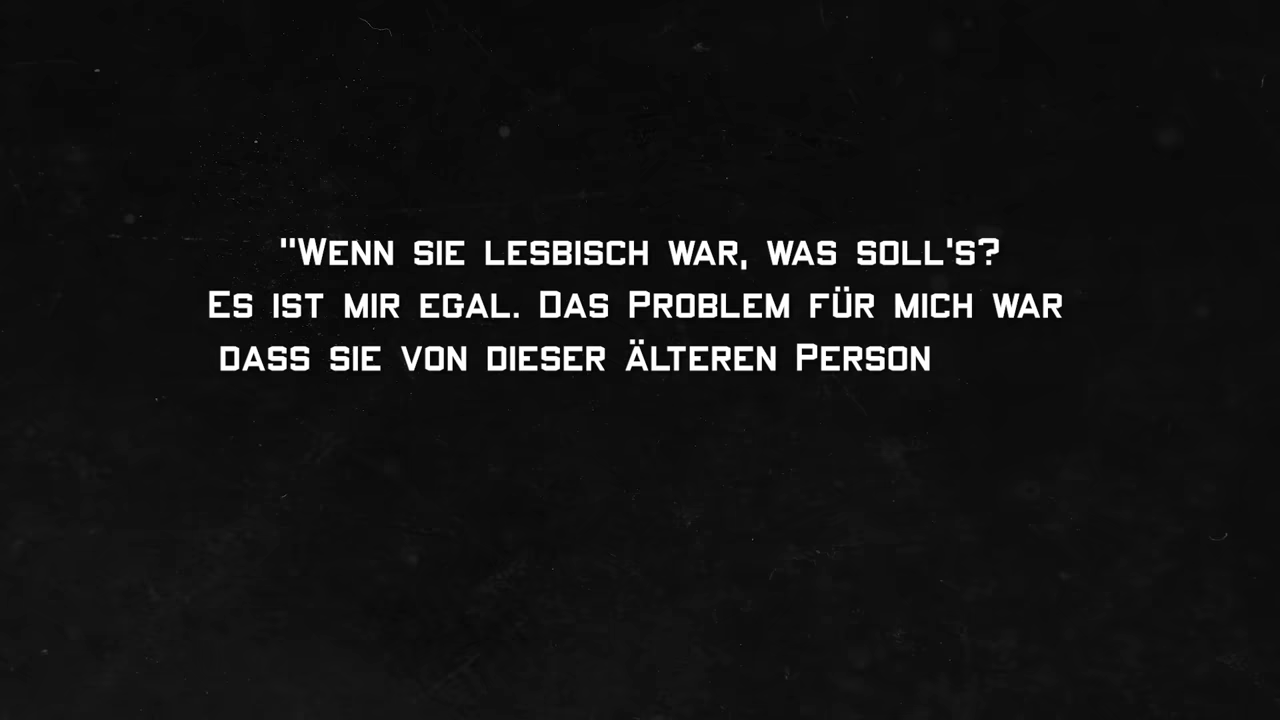 "Wenn sie lesbisch war, was soll's?
Es ist mir egal. Das Problem für mich war
dass sie von dieser älteren Person